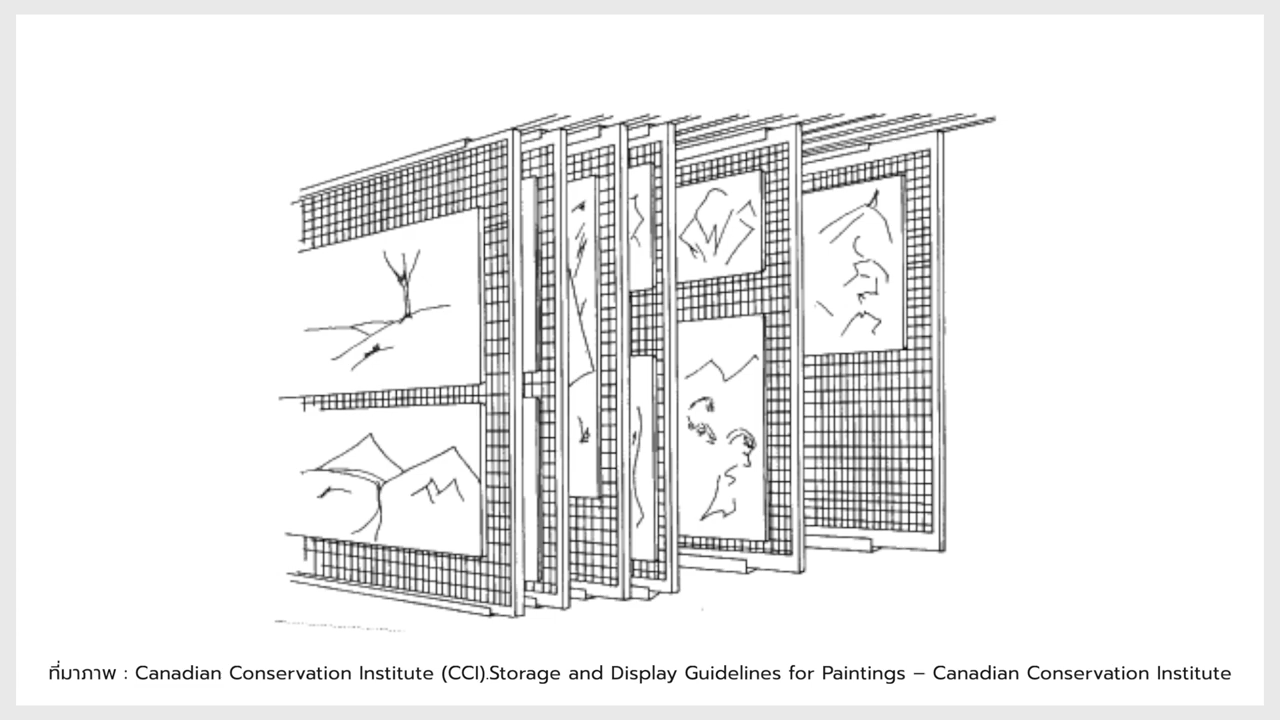 ที่มาภาพ : Canadian Conservation Institute (CCI).Storage and Display Guidelines for Paintings – Canadian Conservation Institute